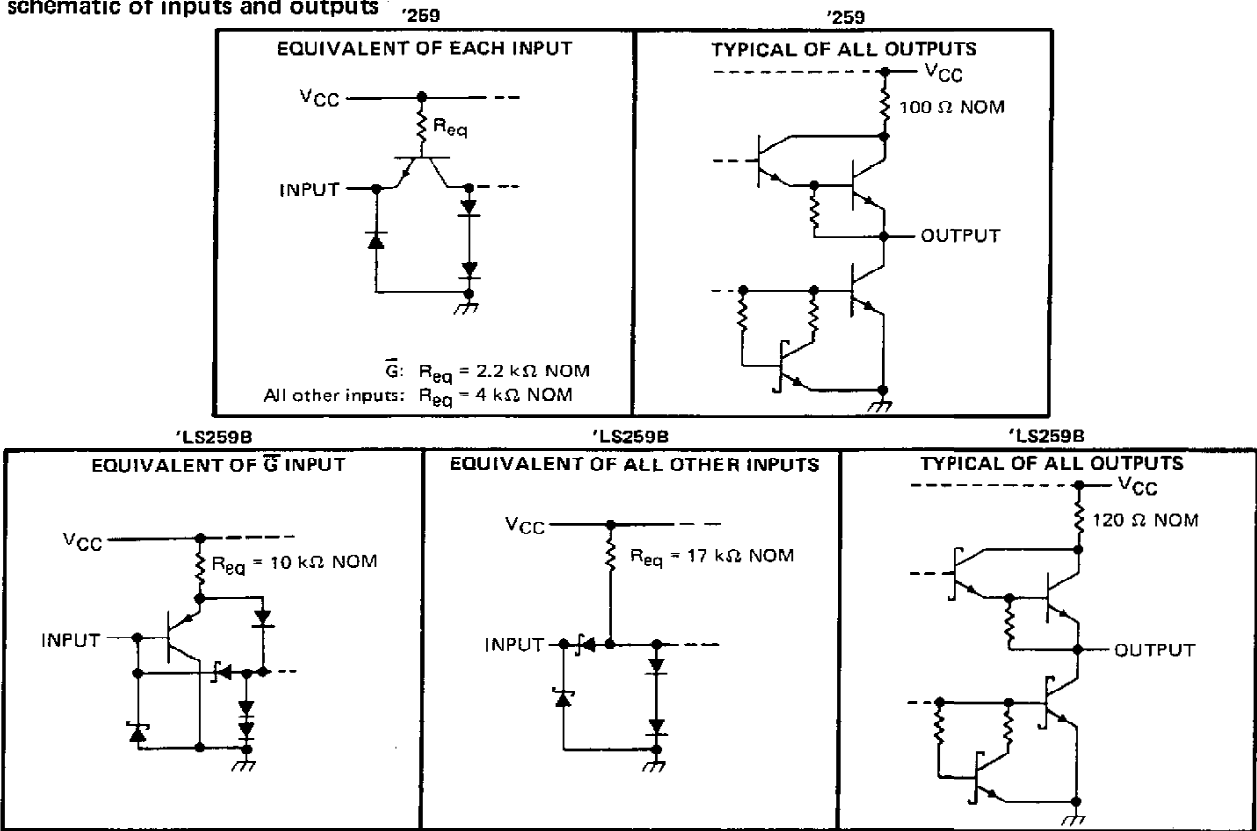 schematic of inputs and outputs
'259
'259
EQUIVALENT OF EACH INPUT
VCC
Req
INPUT
G̅: Req = 2.2 kΩ NOM
All other inputs: Req = 4 kΩ NOM
TYPICAL OF ALL OUTPUTS
VCC
100 Ω NOM
OUTPUT
'LS259B
'LS259B
'LS259B
EQUIVALENT OF G̅ INPUT
VCC
Req = 10 kΩ NOM
INPUT
EQUIVALENT OF ALL OTHER INPUTS
VCC
Req = 17 kΩ NOM
INPUT
TYPICAL OF ALL OUTPUTS
VCC
120 Ω NOM
OUTPUT